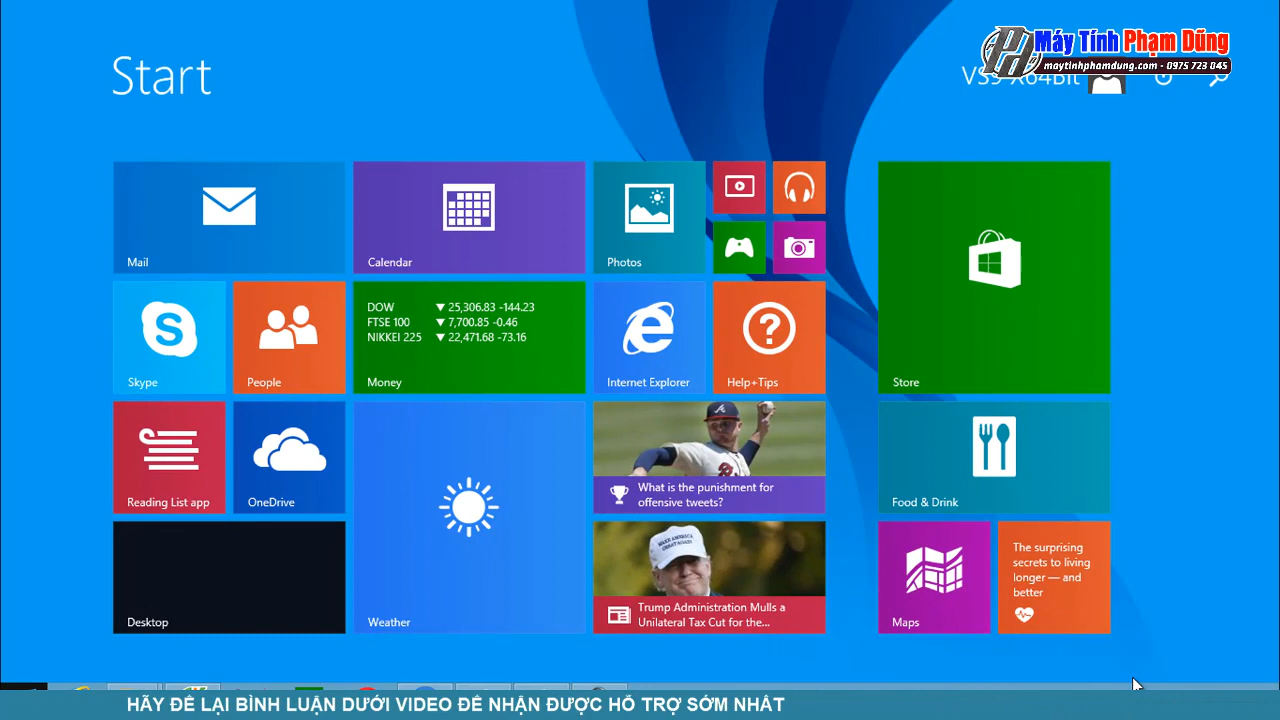 Start
Máy Tính Phạm Dũng
maytinhphamdung.com - 0975 723 045
Mail
Calendar
Photos
Skype
People
DOW ▼ 25,306.83 -144.23
FTSE 100 ▼ 7,700.85 -0.46
NIKKEI 225 ▼ 22,471.68 -73.16
Money
Internet Explorer
Help+Tips
Store
Reading List app
OneDrive
Weather
What is the punishment for
offensive tweets?
Food & Drink
Desktop
MAKE AMERICA
GREAT AGAIN
Trump Administration Mulls a
Unilateral Tax Cut for the...
Maps
The surprising
secrets to living
longer — and
better
HÃY ĐỂ LẠI BÌNH LUẬN DƯỚI VIDEO ĐỂ NHẬN ĐƯỢC HỖ TRỢ SỚM NHẤT